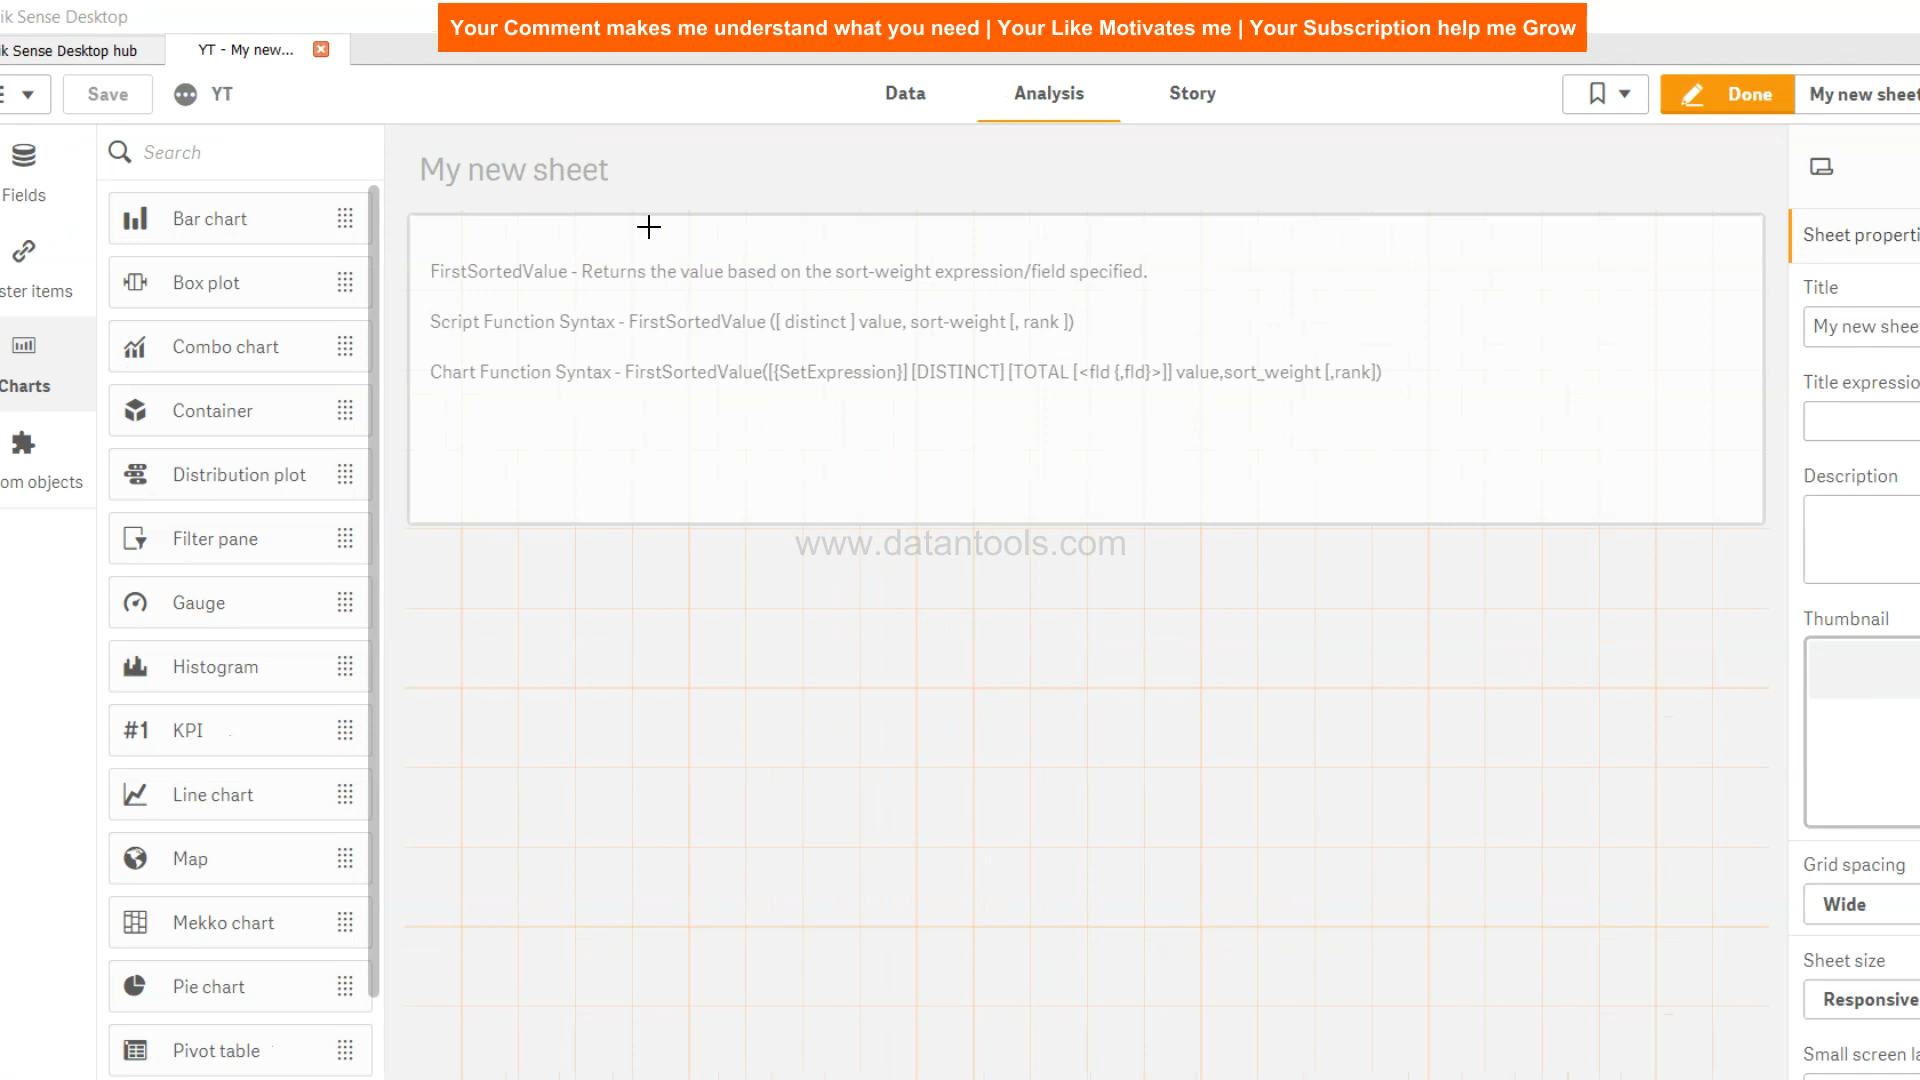 ik Sense Desktop
Your Comment makes me understand what you need | Your Like Motivates me | Your Subscription help me Grow
ik Sense Desktop hub
YT - My new...
Save
YT
Data
Analysis
Story
Done
My new sheet
Search
My new sheet
Fields
ster items
Charts
om objects
Bar chart
Box plot
Combo chart
Container
Distribution plot
Filter pane
Gauge
Histogram
#1 KPI
Line chart
Map
Mekko chart
Pie chart
Pivot table
FirstSortedValue - Returns the value based on the sort-weight expression/field specified.
Script Function Syntax - FirstSortedValue ([ distinct ] value, sort-weight [, rank ])
Chart Function Syntax - FirstSortedValue([{SetExpression}] [DISTINCT] [TOTAL [<fld {,fld}>]] value,sort_weight [,rank])
www.datantools.com
Sheet properti
Title
My new shee
Title expressio
Description
Thumbnail
Grid spacing
Wide
Sheet size
Responsive
Small screen la